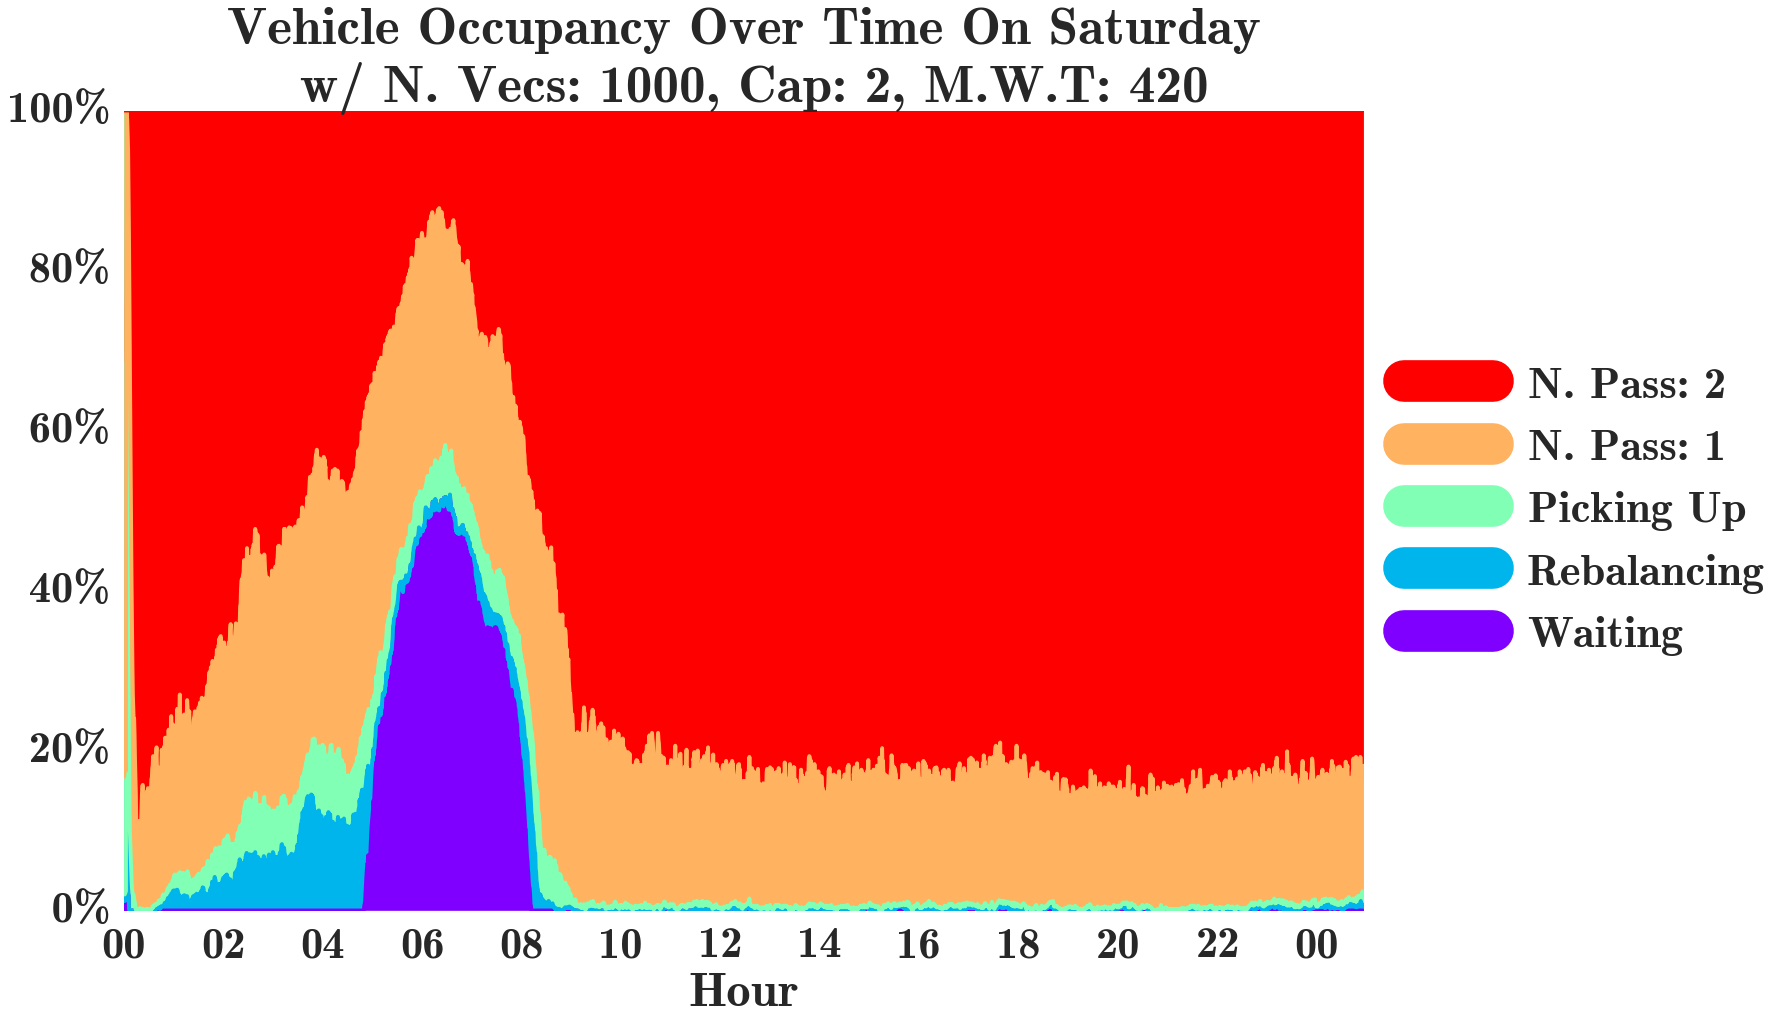 Vehicle Occupancy Over Time On Saturday
w/ N. Vecs: 1000, Cap: 2, M.W.T: 420
100%
80%
60%
40%
20%
0%
00 02 04 06 08 10 12 14 16 18 20 22 00
Hour
N. Pass: 2
N. Pass: 1
Picking Up
Rebalancing
Waiting